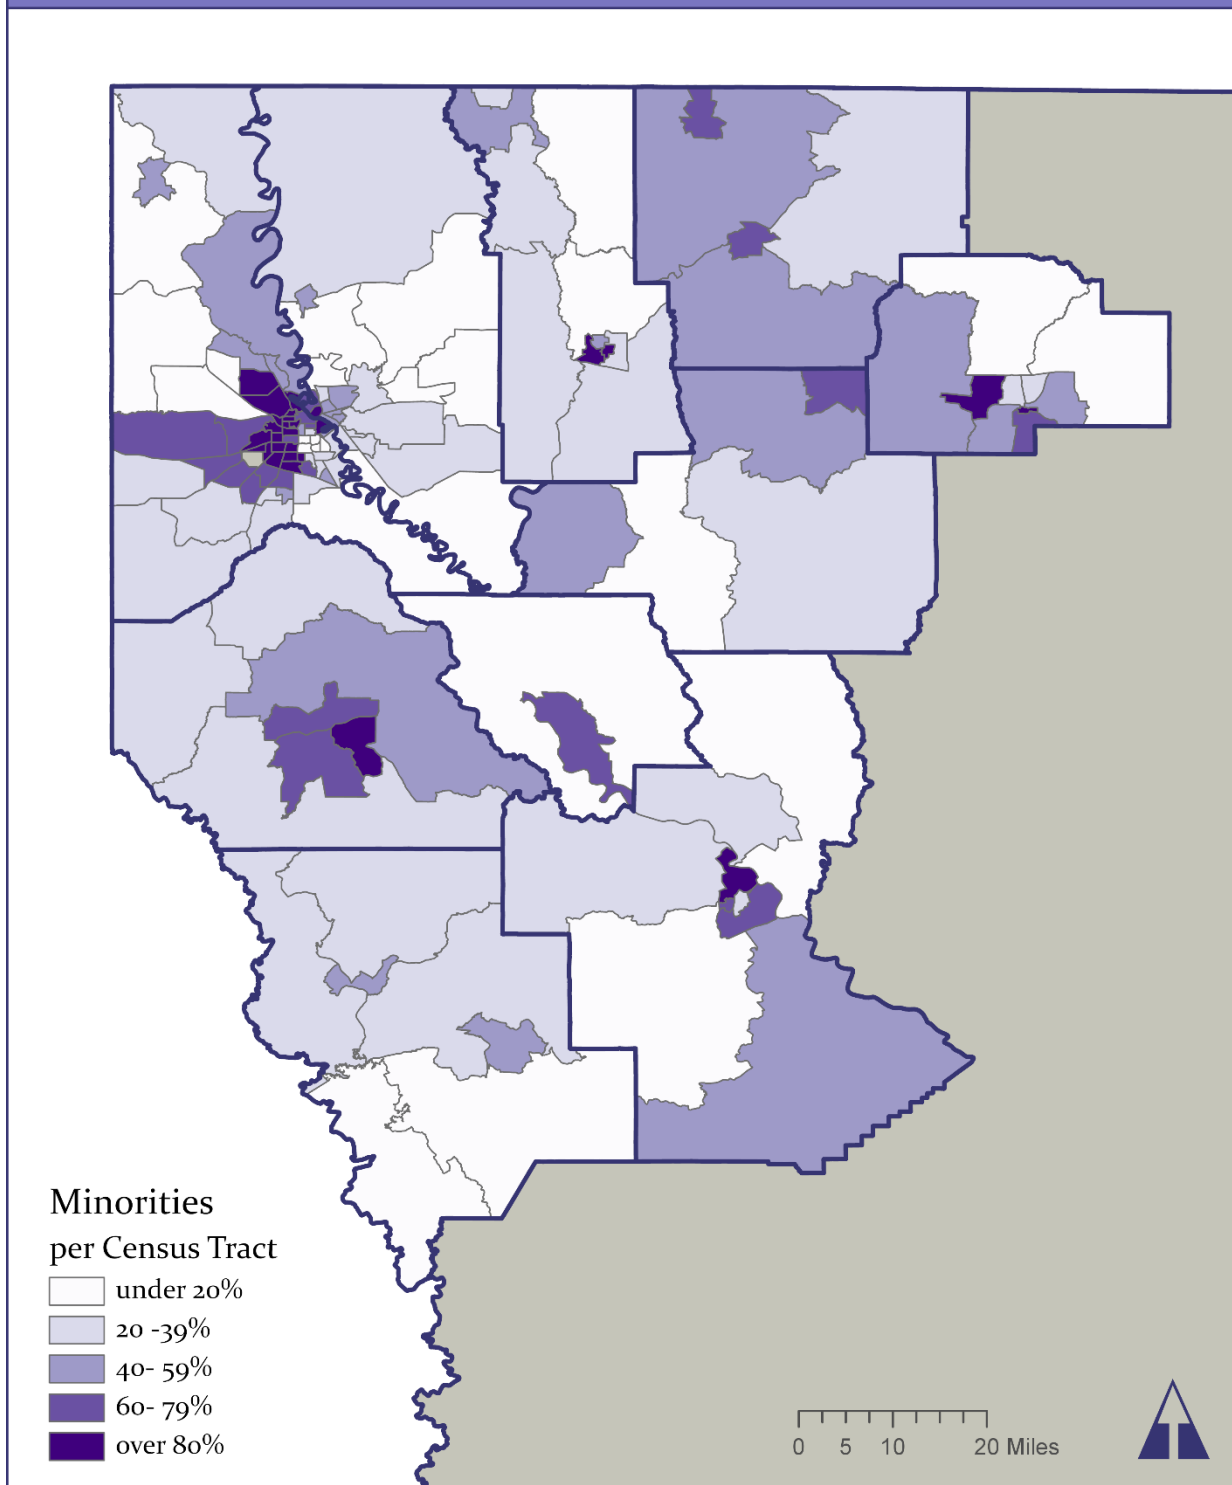 Minorities
per Census Tract
under 20%
20 -39%
40- 59%
60- 79%
over 80%
0 5 10 20 Miles